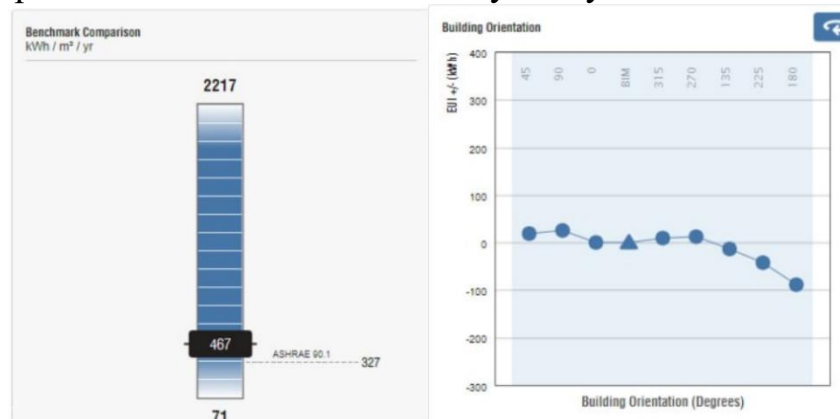 Benchmark Comparison
kWh / m² / yr
2217
467
ASHRAE 90.1
327
71
Building Orientation
EUI +/- (kWh)
400
300
200
100
0
-100
-200
-300
45
90
0
BIM
315
270
135
225
180
Building Orientation (Degrees)